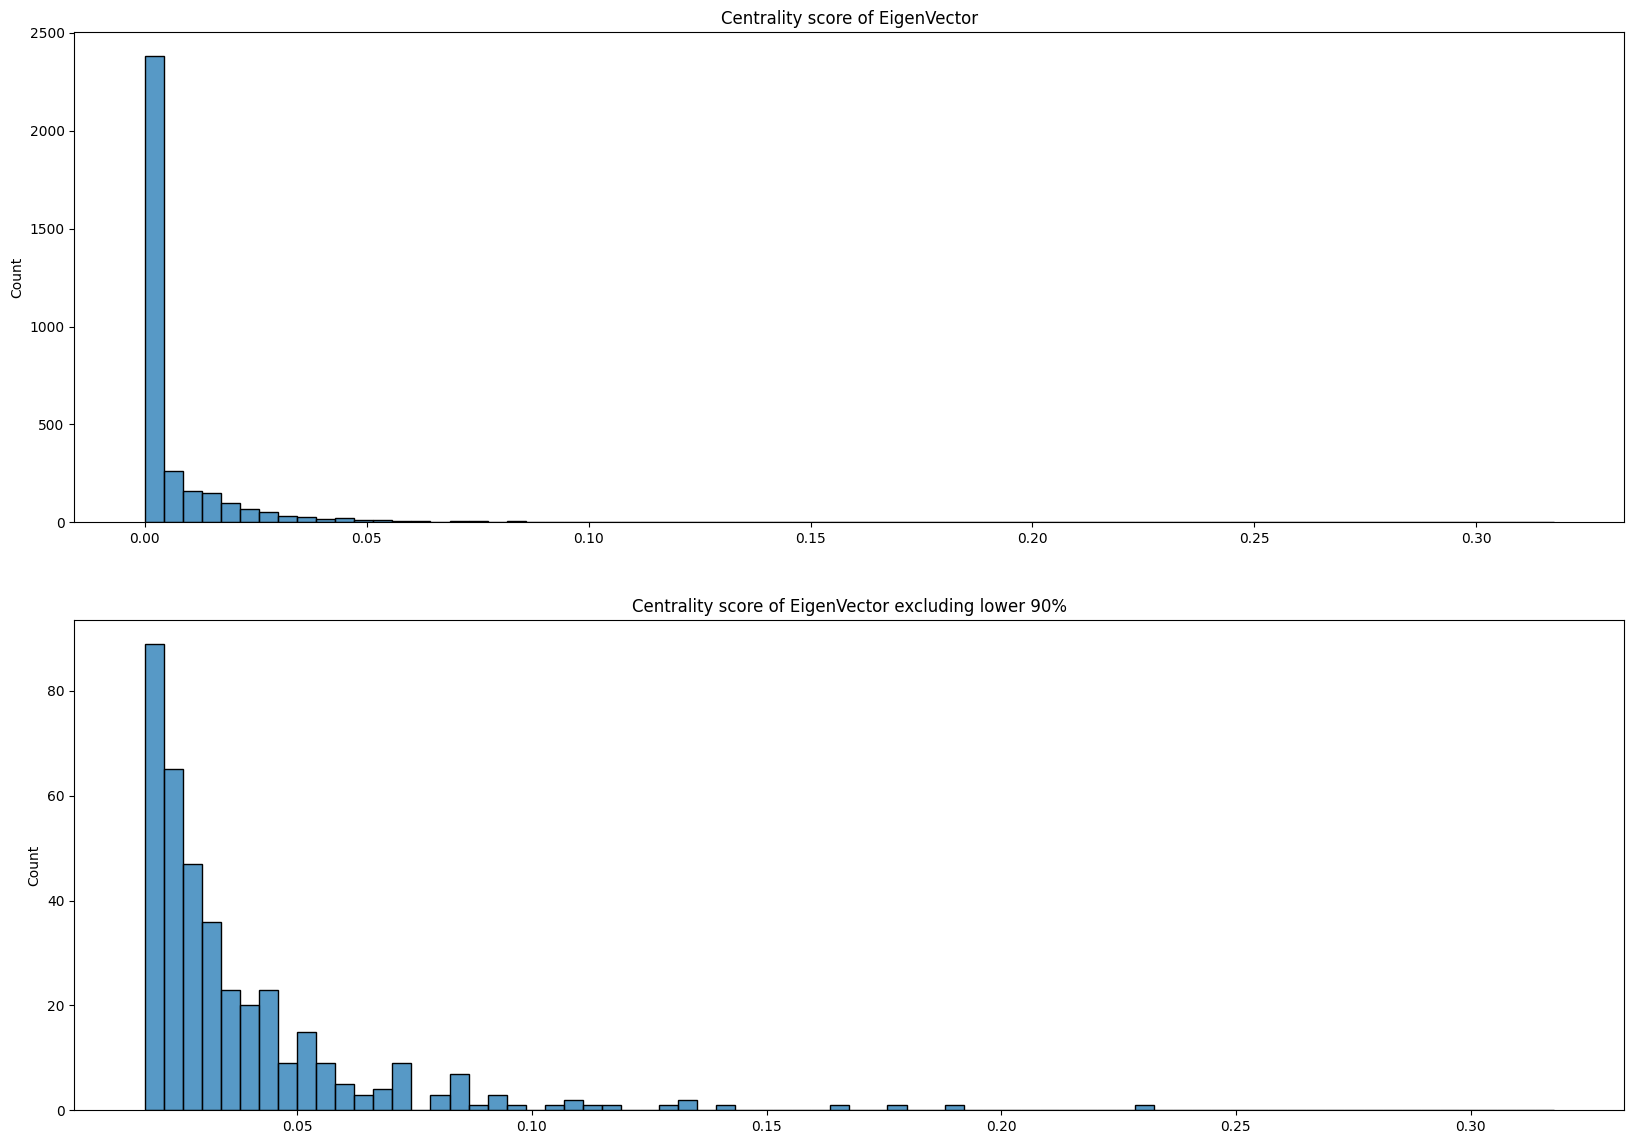 Centrality score of EigenVector
2500
2000
1500
1000
500
0
Count
0.00 0.05 0.10 0.15 0.20 0.25 0.30
Centrality score of EigenVector excluding lower 90%
80
60
40
20
0
Count
0.05 0.10 0.15 0.20 0.25 0.30